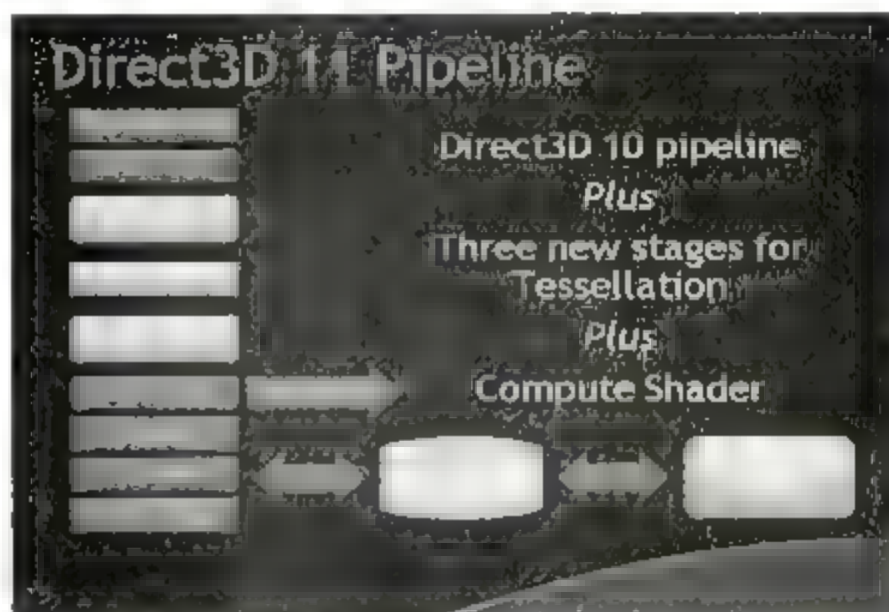 Direct3D 11 Pipeline
Direct3D 10 pipeline
Plus
Three new stages for
Tessellation
Plus
Compute Shader